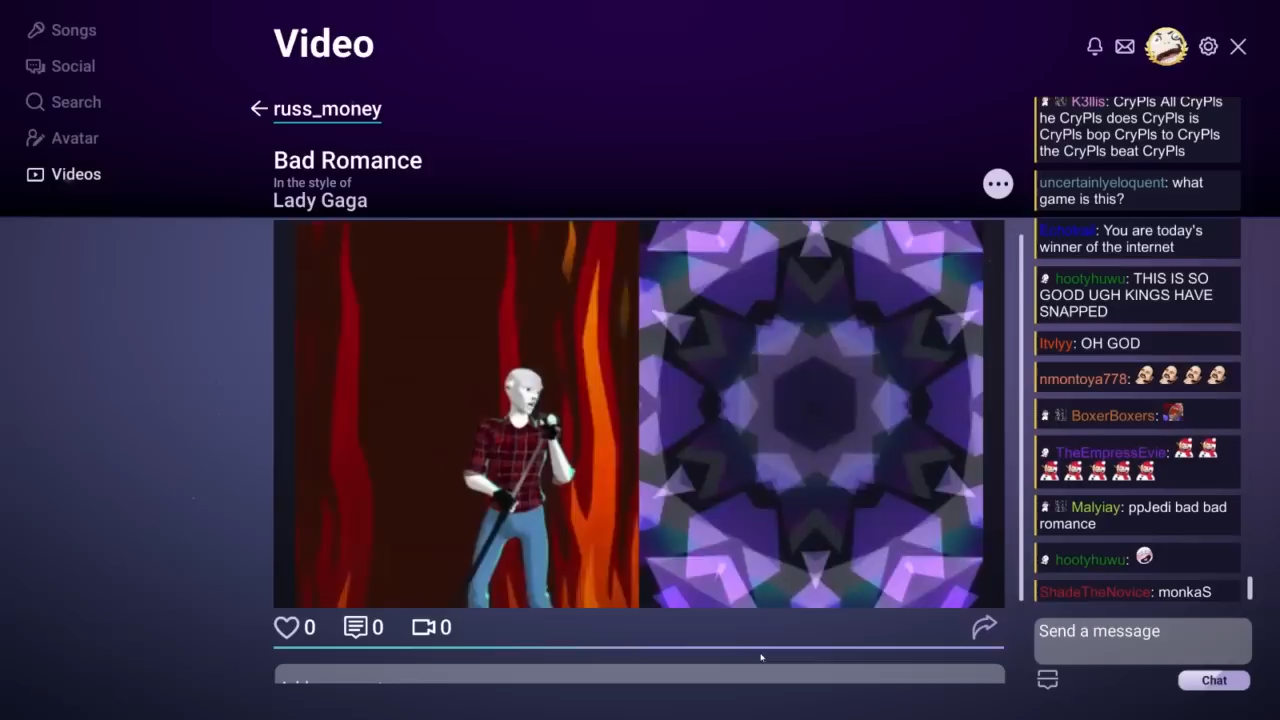 Songs
Social
Search
Avatar
Videos
Video
russ_money
Bad Romance
In the style of
Lady Gaga
0
0
0
K3llis: CryPls All CryPls
he CryPls does CryPls is
CryPls bop CryPls to CryPls
the CryPls beat CryPls
uncertainlyeloquent: what
game is this?
: You are today's
winner of the internet
hootyhuwu: THIS IS SO
GOOD UGH KINGS HAVE
SNAPPED
Itvlyy: OH GOD
nmontoya778:
BoxerBoxers:
TheEmpressEvie:
Malyiay: ppJedi bad bad
romance
hootyhuwu:
ShadeTheNovice: monkaS
Send a message
Chat